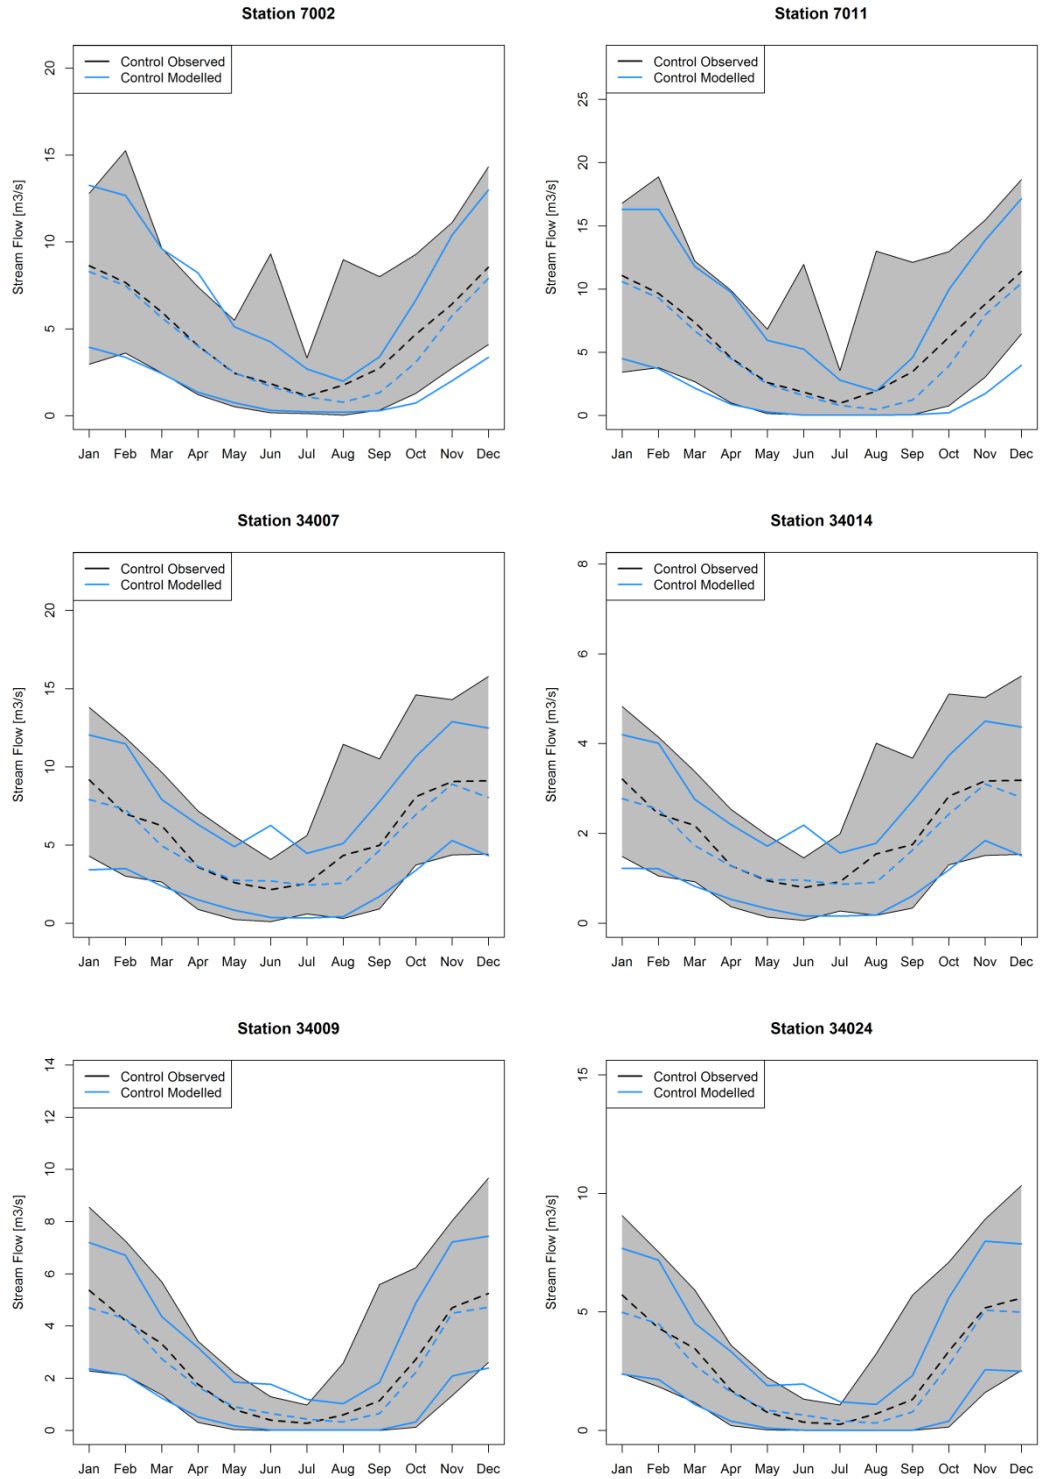 Station 7002
Control Observed
Control Modelled
Stream Flow [m3/s]
20
15
10
5
0
Jan Feb Mar Apr May Jun Jul Aug Sep Oct Nov Dec
Station 7011
Control Observed
Control Modelled
Stream Flow [m3/s]
25
20
15
10
5
0
Jan Feb Mar Apr May Jun Jul Aug Sep Oct Nov Dec
Station 34007
Control Observed
Control Modelled
Stream Flow [m3/s]
20
15
10
5
0
Jan Feb Mar Apr May Jun Jul Aug Sep Oct Nov Dec
Station 34014
Control Observed
Control Modelled
Stream Flow [m3/s]
8
6
4
2
0
Jan Feb Mar Apr May Jun Jul Aug Sep Oct Nov Dec
Station 34009
Control Observed
Control Modelled
Stream Flow [m3/s]
14
12
10
8
6
4
2
0
Jan Feb Mar Apr May Jun Jul Aug Sep Oct Nov Dec
Station 34024
Control Observed
Control Modelled
Stream Flow [m3/s]
15
10
5
0
Jan Feb Mar Apr May Jun Jul Aug Sep Oct Nov Dec